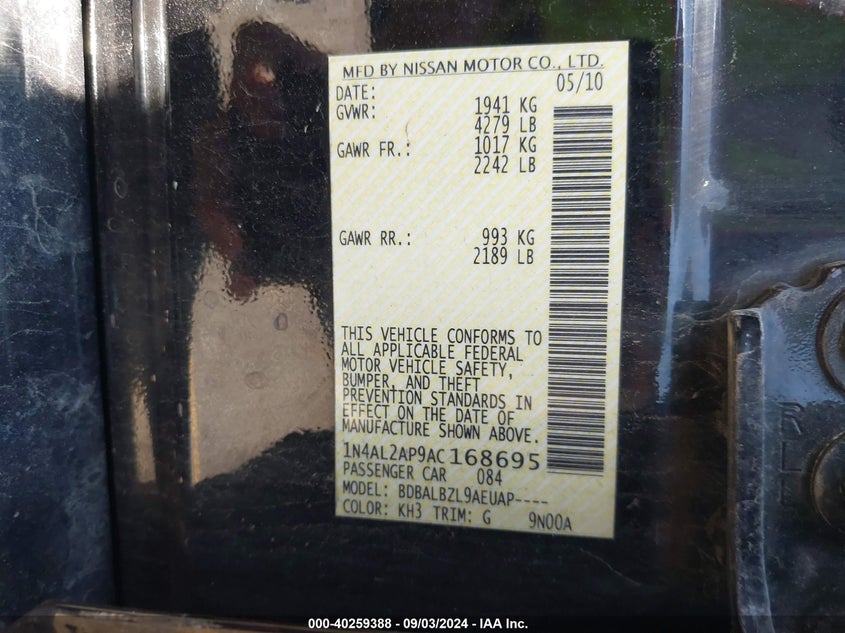 MFD BY NISSAN MOTOR CO., LTD.
DATE: 05/10
GVWR: 1941 KG
4279 LB
GAWR FR.: 1017 KG
2242 LB
GAWR RR.: 993 KG
2189 LB
THIS VEHICLE CONFORMS TO
ALL APPLICABLE FEDERAL
MOTOR VEHICLE SAFETY,
BUMPER, AND THEFT
PREVENTION STANDARDS IN
EFFECT ON THE DATE OF
MANUFACTURE SHOWN ABOVE.
1N4AL2AP9AC168695
PASSENGER CAR 084
MODEL: BDBALBZL9AEUAP----
COLOR: KH3 TRIM: G 9N00A
000-40259388 - 09/03/2024 - IAA Inc.